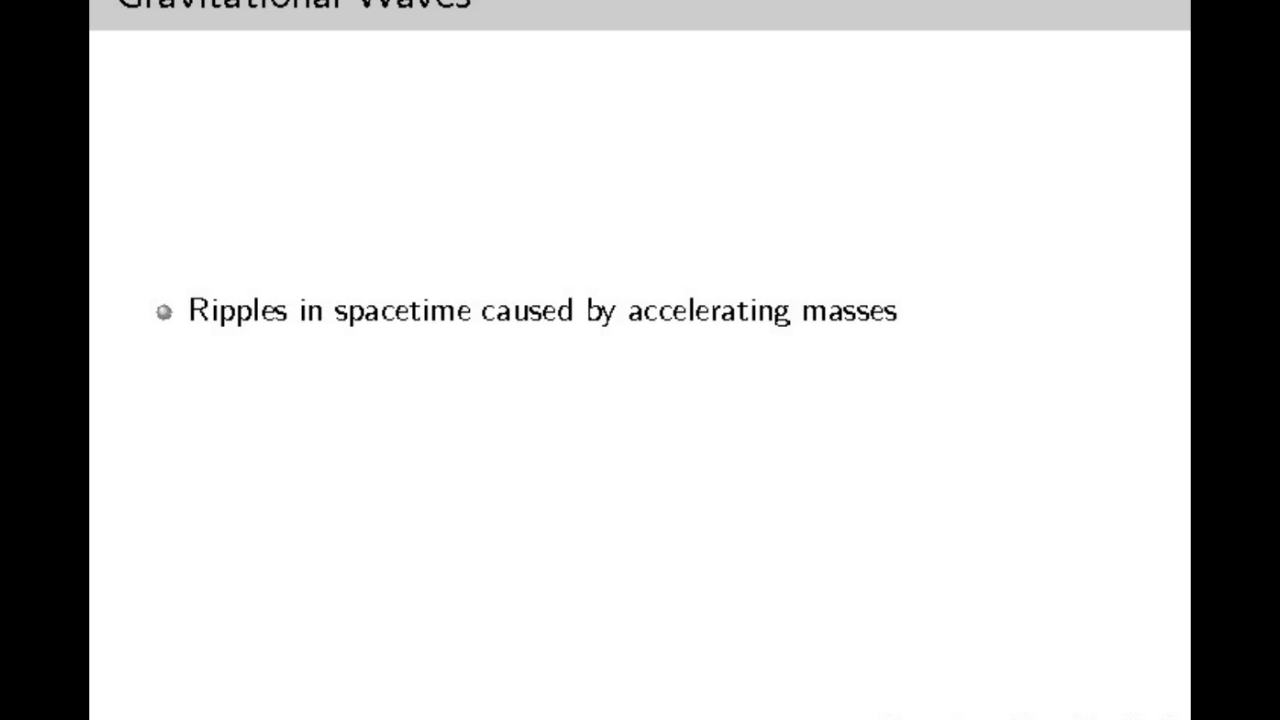 Gravitational Waves
Ripples in spacetime caused by accelerating masses